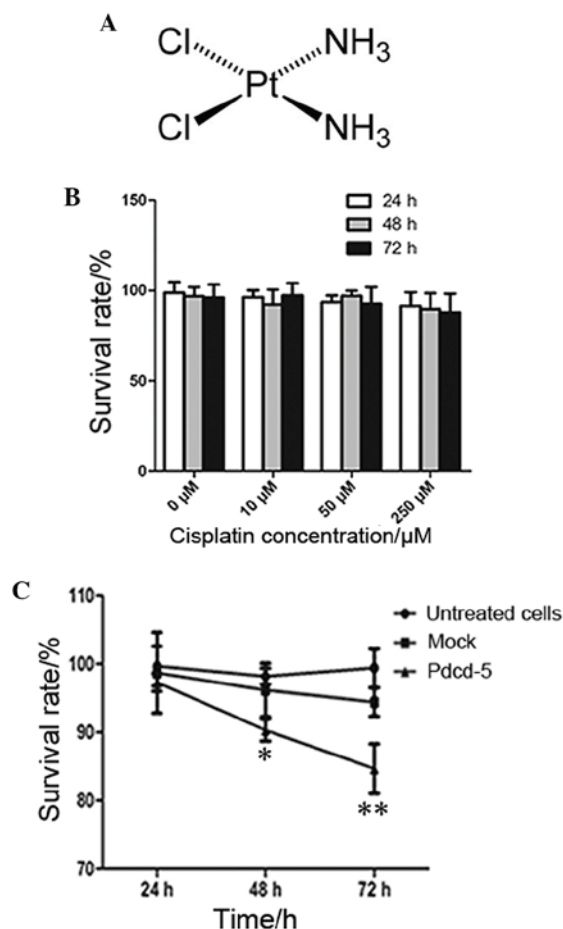 A
Cl NH3
Pt
Cl NH3
B
150
100
50
0
Survival rate/%
24 h
48 h
72 h
0 µM 10 µM 50 µM 250 µM
Cisplatin concentration/µM
C
110
100
90
80
70
Survival rate/%
Untreated cells
Mock
Pdcd-5
*
**
24 h 48 h 72 h
Time/h